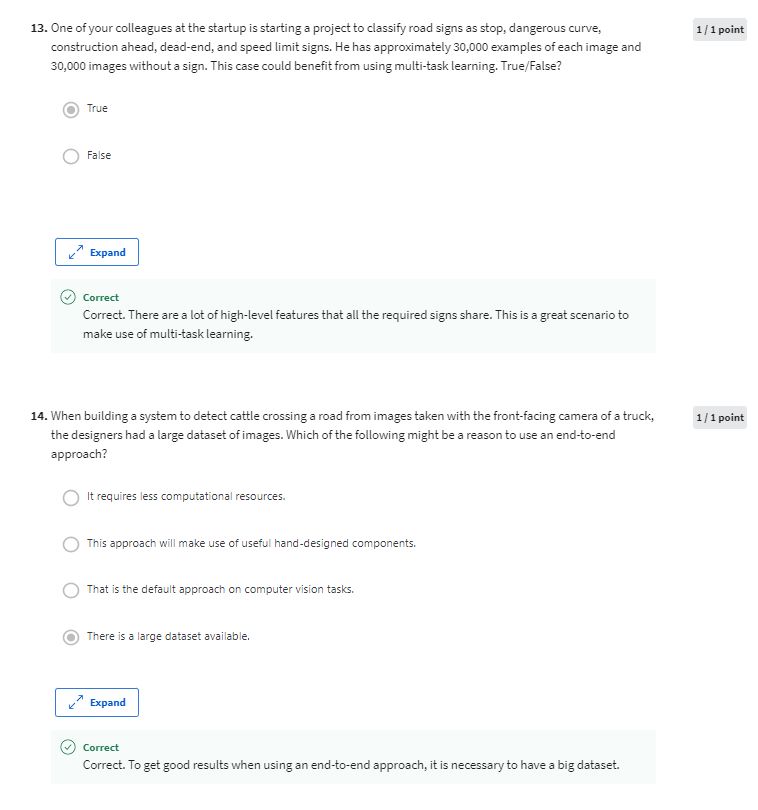 13. One of your colleagues at the startup is starting a project to classify road signs as stop, dangerous curve,
1 / 1 point
construction ahead, dead-end, and speed limit signs. He has approximately 30,000 examples of each image and
30,000 images without a sign. This case could benefit from using multi-task learning. True/False?
True
False
Expand
Correct
Correct. There are a lot of high-level features that all the required signs share. This is a great scenario to
make use of multi-task learning.
14. When building a system to detect cattle crossing a road from images taken with the front-facing camera of a truck,
1 / 1 point
the designers had a large dataset of images. Which of the following might be a reason to use an end-to-end
approach?
It requires less computational resources.
This approach will make use of useful hand-designed components.
That is the default approach on computer vision tasks.
There is a large dataset available.
Expand
Correct
Correct. To get good results when using an end-to-end approach, it is necessary to have a big dataset.